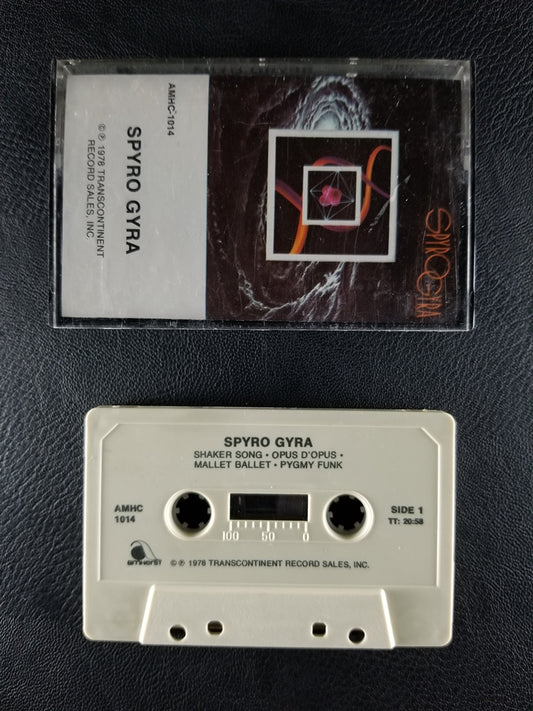 AMHC-1014
SPYRO GYRA
© ℗ 1978 TRANSCONTINENT
RECORD SALES, INC.
SPYRO GYRA
SPYRO GYRA
SHAKER SONG • OPUS D'OPUS •
MALLET BALLET • PYGMY FUNK
AMHC
1014
SIDE 1
TT: 20:58
100 50 0
amherst
© ℗ 1978 TRANSCONTINENT RECORD SALES, INC.